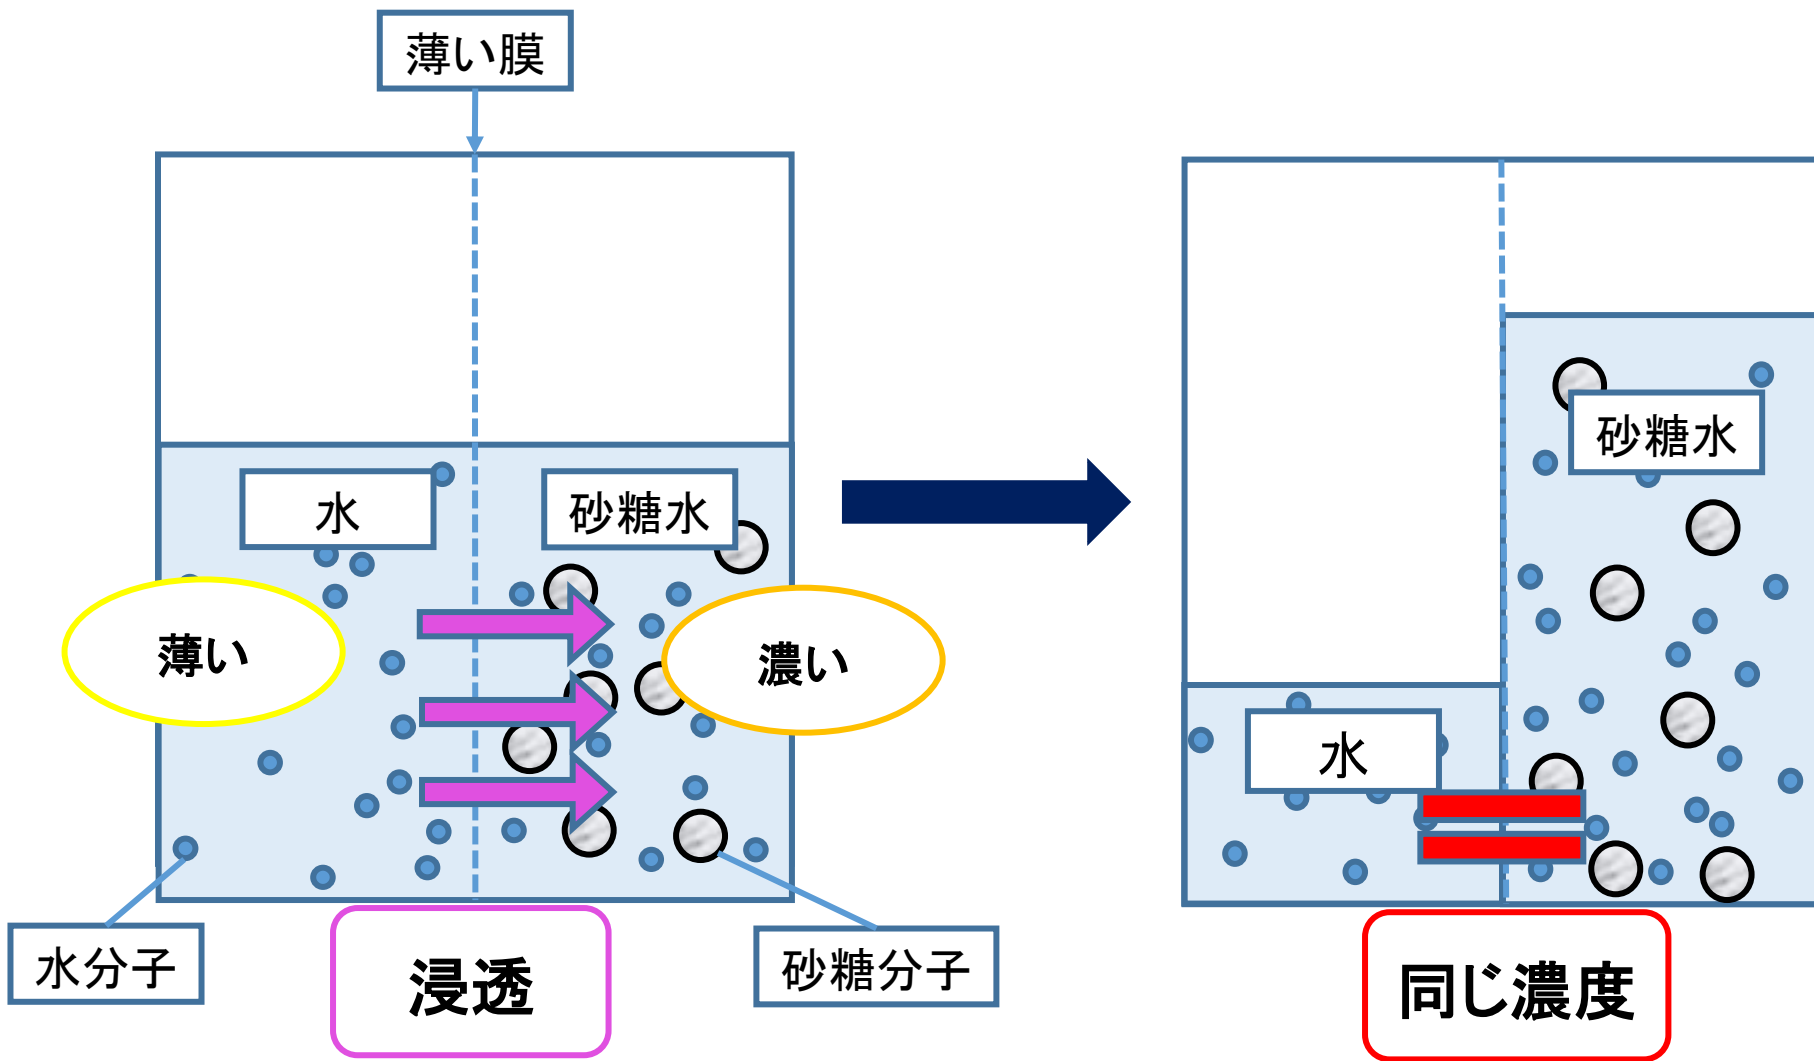 薄い膜
水
砂糖水
薄い
濃い
水分子
浸透
砂糖分子
砂糖水
水
同じ濃度